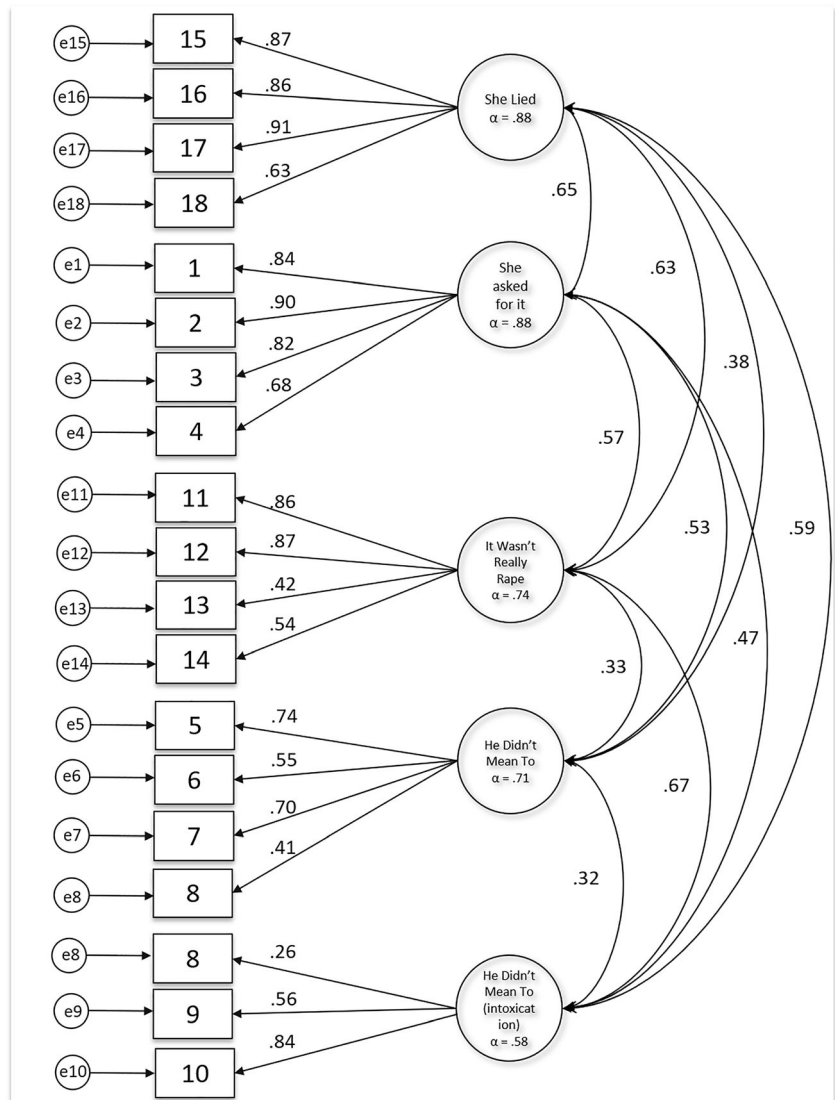 e15 15 .87
e16 16 .86
e17 17 .91
e18 18 .63
She Lied
α = .88
.65
e1 1 .84
e2 2 .90
e3 3 .82
e4 4 .68
She
asked
for it
α = .88
.63
.38
.57
e11 11 .86
e12 12 .87
e13 13 .42
e14 14 .54
It Wasn't
Really
Rape
α = .74
.53
.59
.47
.33
e5 5 .74
e6 6 .55
e7 7 .70
e8 8 .41
He Didn't
Mean To
α = .71
.67
.32
e8 8 .26
e9 9 .56
e10 10 .84
He Didn't
Mean To
(intoxicat
ion)
α = .58